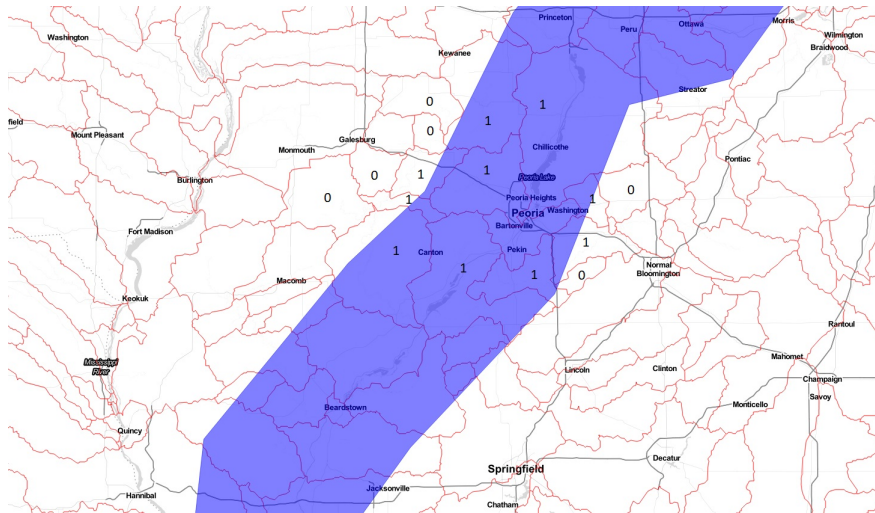 Princeton
Morris
Washington
Peru
Ottawa
Wilmington
Braidwood
Kewanee
Streator
0
1
field
1
0
Mount Pleasant
Galesburg
Chillicothe
Monmouth
Pontiac
1
1
0
Peoria Lake
Burlington
0
1
Peoria Heights
1
0
Washington
Peoria
Bartonville
Fort Madison
1
1
Canton
Pekin
Normal
Bloomington
1
1
0
Macomb
Keokuk
Rantoul
Mississippi
River
Mahomet
Lincoln
Clinton
Champaign
Savoy
Monticello
Beardstown
Quincy
Decatur
Springfield
Jacksonville
Hannibal
Chatham